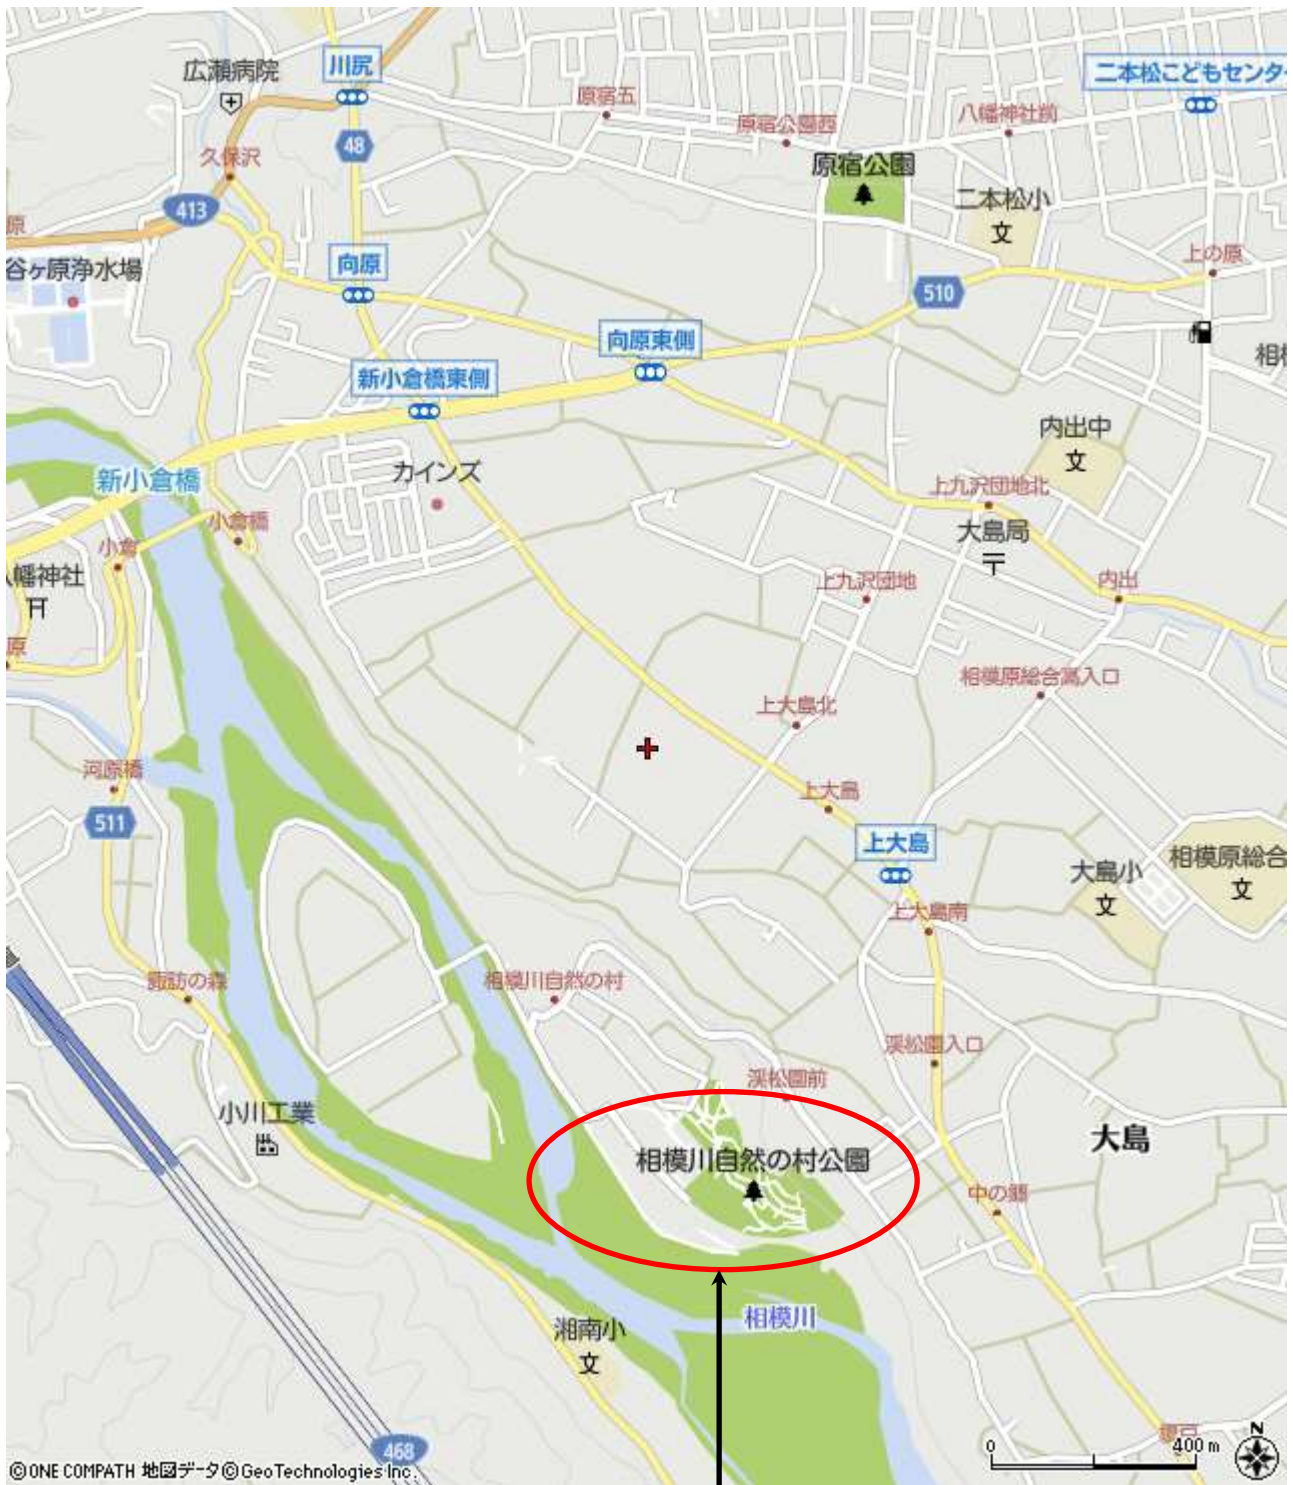 広瀬病院
川尻
二本松こどもセンタ
原宿五
八幡神社前
原宿公園西
48
久保沢
原宿公園
二本松小
文
413
原
上の原
谷ヶ原浄水場
向原
510
向原東側
相模
新小倉橋東側
内出中
文
カインズ
新小倉橋
上九沢団地北
小倉橋
大島局
小倉
八幡神社
上九沢団地
内出
原
相模原総合高入口
上大島北
河原橋
上大島
511
上大島
相模原総合
大島小
文
文
上大島南
諏訪の森
相模川自然の村
渓松園入口
渓松園前
小川工業
大島
相模川自然の村公園
中の郷
相模川
湘南小
文
468
N
0
400m
©ONE COMPATH 地図データ©GeoTechnologies Inc.